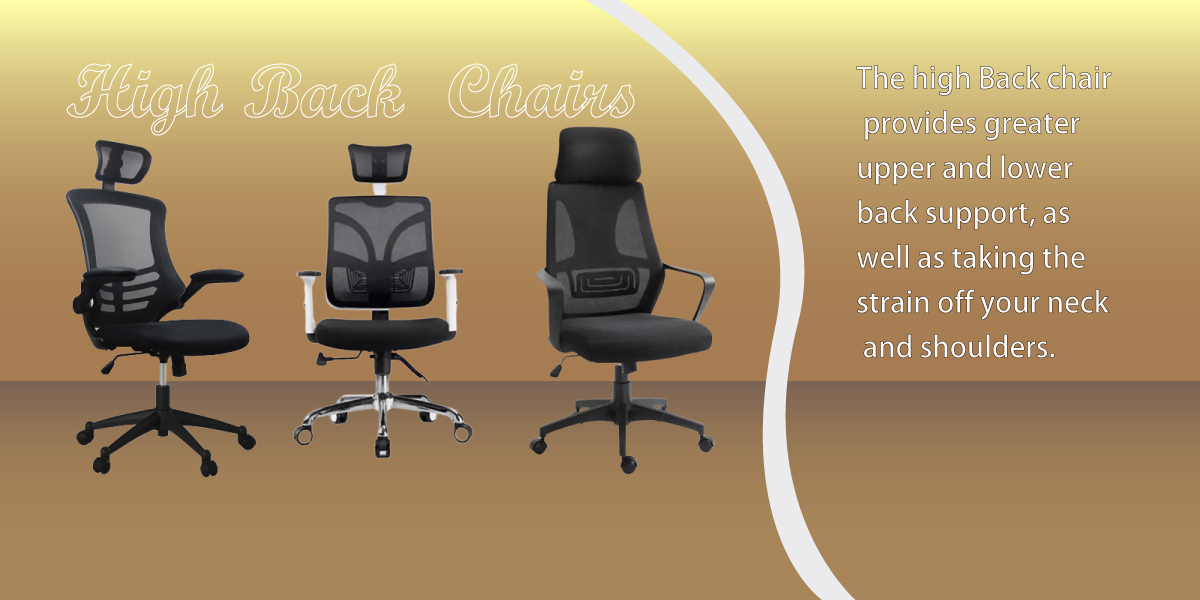 High Back Chairs
The high Back chair
provides greater
upper and lower
back support, as
well as taking the
strain off your neck
and shoulders.